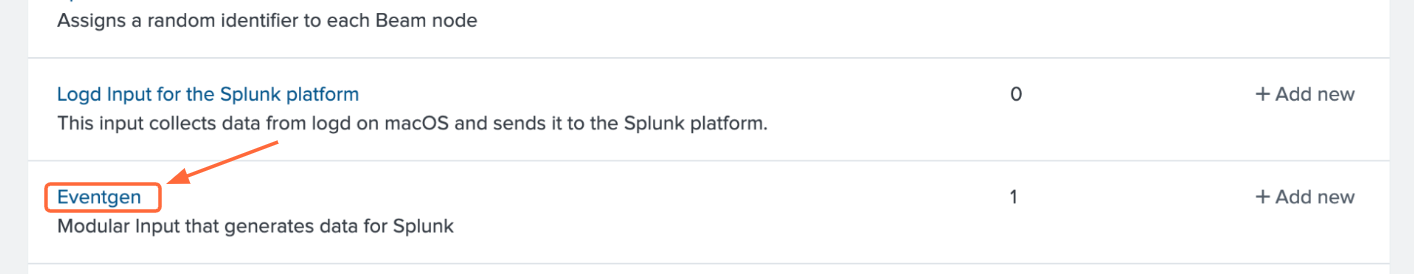 Assigns a random identifier to each Beam node
Logd Input for the Splunk platform 0 + Add new
This input collects data from logd on macOS and sends it to the Splunk platform.
Eventgen 1 + Add new
Modular Input that generates data for Splunk